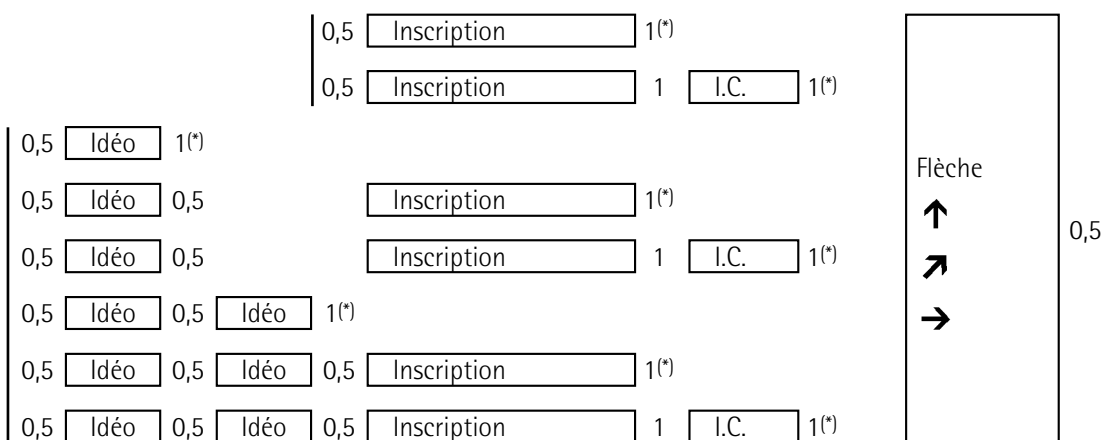 0,5 Inscription 1(*)
0,5 Inscription 1 I.C. 1(*)
0,5 Idéo 1(*)
Flèche
0,5 Idéo 0,5 Inscription 1(*)
0,5
0,5 Idéo 0,5 Inscription 1 I.C. 1(*)
0,5 Idéo 0,5 Idéo 1(*)
0,5 Idéo 0,5 Idéo 0,5 Inscription 1(*)
0,5 Idéo 0,5 Idéo 0,5 Inscription 1 I.C. 1(*)